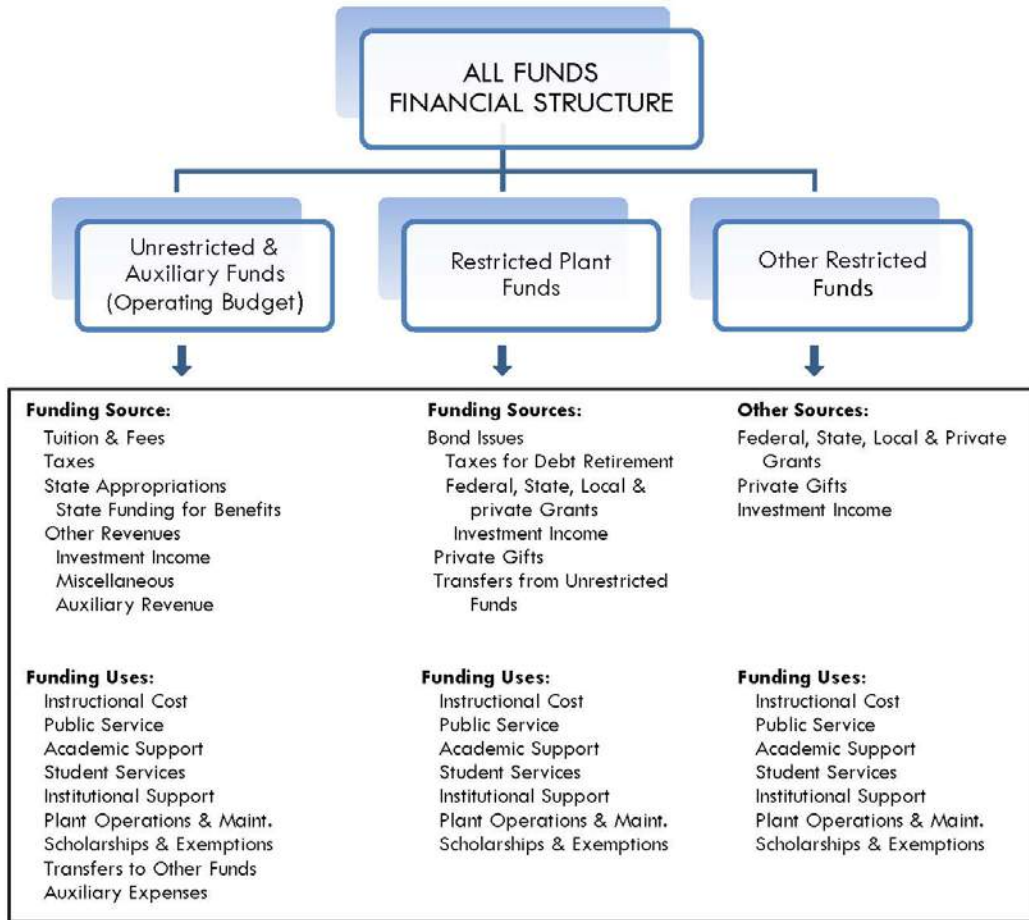 ALL FUNDS
FINANCIAL STRUCTURE
Unrestricted &
Auxiliary Funds
(Operating Budget)
Restricted Plant
Funds
Other Restricted
Funds
Funding Source:
Tuition & Fees
Taxes
State Appropriations
State Funding for Benefits
Other Revenues
Investment Income
Miscellaneous
Auxiliary Revenue
Funding Uses:
Instructional Cost
Public Service
Academic Support
Student Services
Institutional Support
Plant Operations & Maint.
Scholarships & Exemptions
Transfers to Other Funds
Auxiliary Expenses
Funding Sources:
Bond Issues
Taxes for Debt Retirement
Federal, State, Local &
private Grants
Investment Income
Private Gifts
Transfers from Unrestricted
Funds
Funding Uses:
Instructional Cost
Public Service
Academic Support
Student Services
Institutional Support
Plant Operations & Maint.
Scholarships & Exemptions
Other Sources:
Federal, State, Local & Private
Grants
Private Gifts
Investment Income
Funding Uses:
Instructional Cost
Public Service
Academic Support
Student Services
Institutional Support
Plant Operations & Maint.
Scholarships & Exemptions